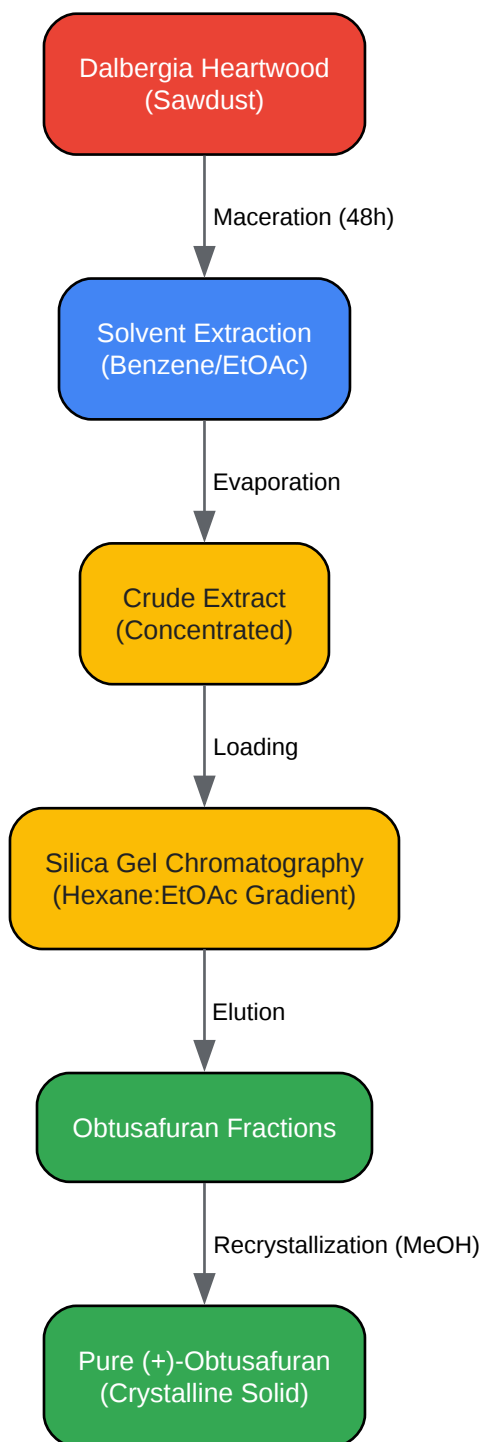 Dalbergia Heartwood
(Sawdust)
Maceration (48h)
Solvent Extraction
(Benzene/EtOAc)
Evaporation
Crude Extract
(Concentrated)
Loading
Silica Gel Chromatography
(Hexane:EtOAc Gradient)
Elution
Obtusafuran Fractions
Recrystallization (MeOH)
Pure (+)-Obtusafuran
(Crystalline Solid)